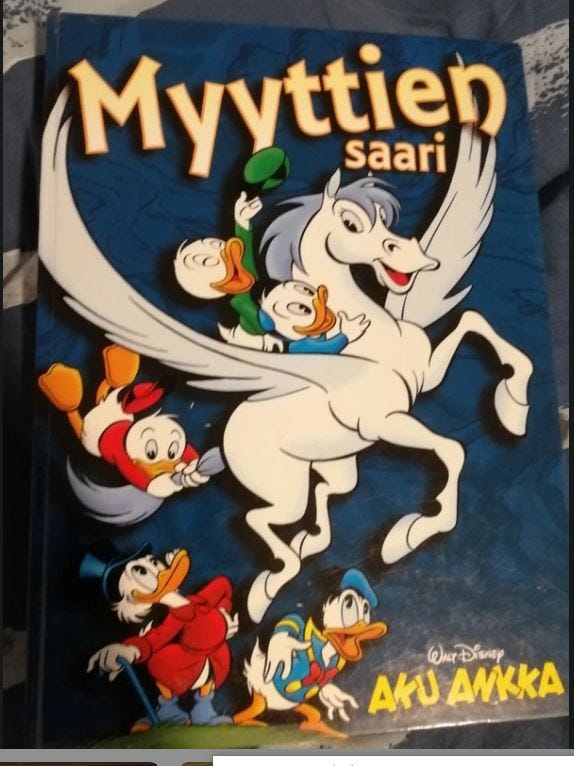 Myyttien
saari
Walt Disney
AKU ANKKA